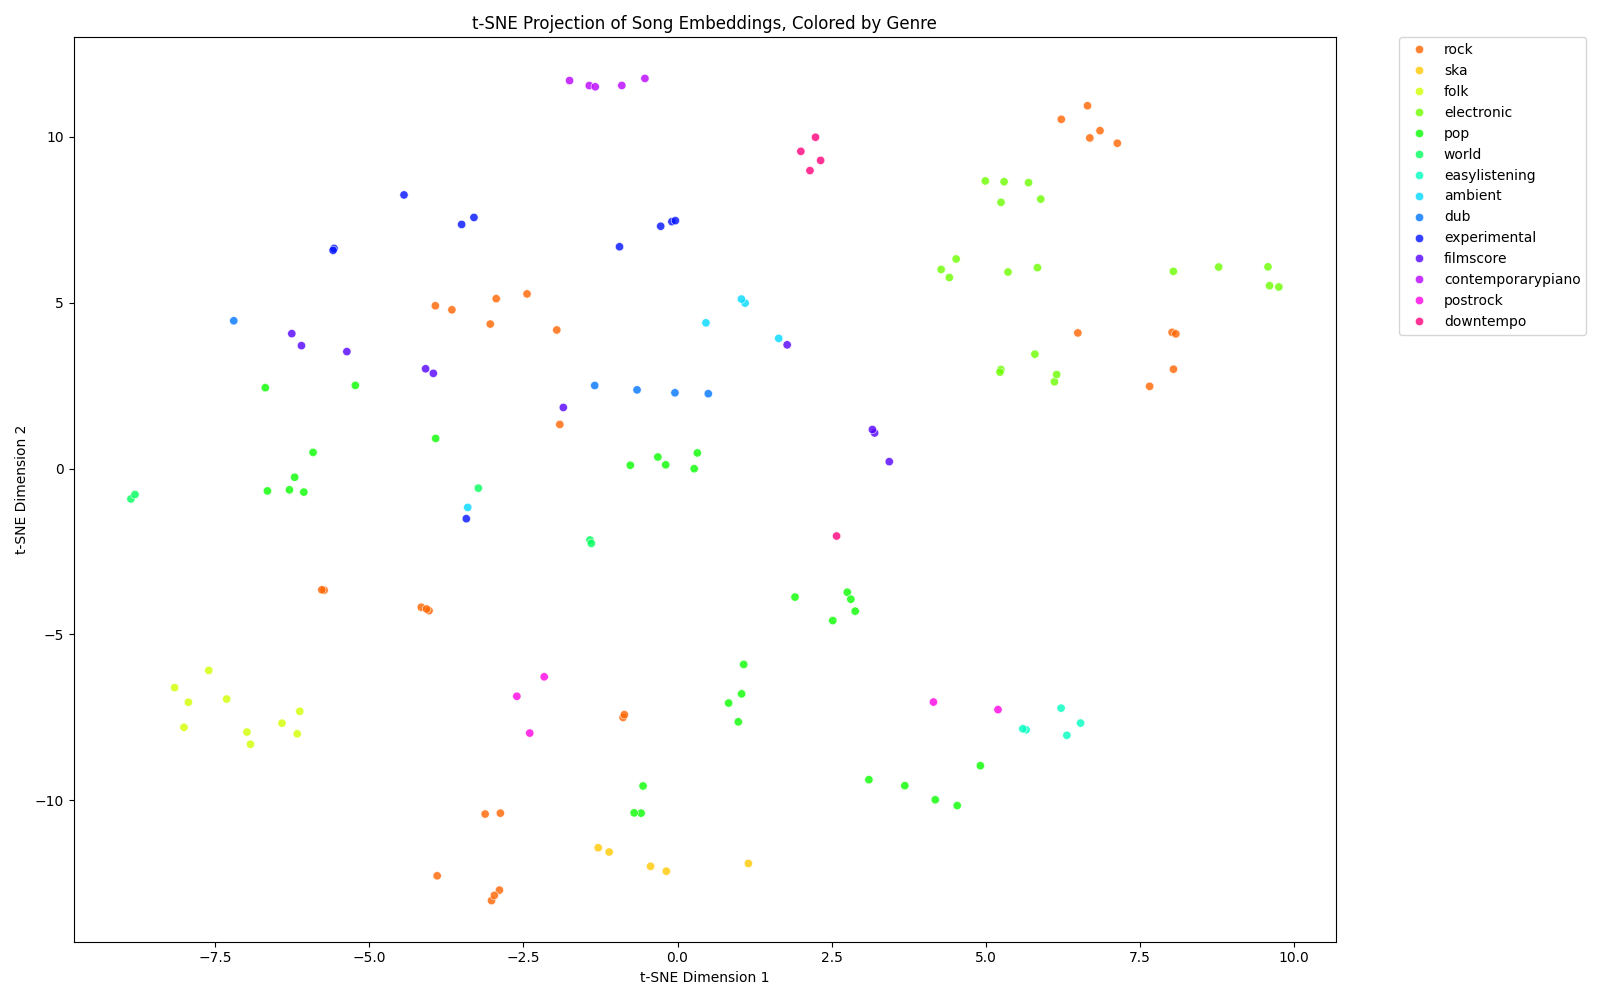 t-SNE Projection of Song Embeddings, Colored by Genre
rock
ska
folk
electronic
pop
world
easylistening
ambient
dub
experimental
filmscore
contemporarypiano
postrock
downtempo
10
5
0
−5
−10
t-SNE Dimension 2
−7.5 −5.0 −2.5 0.0 2.5 5.0 7.5 10.0
t-SNE Dimension 1